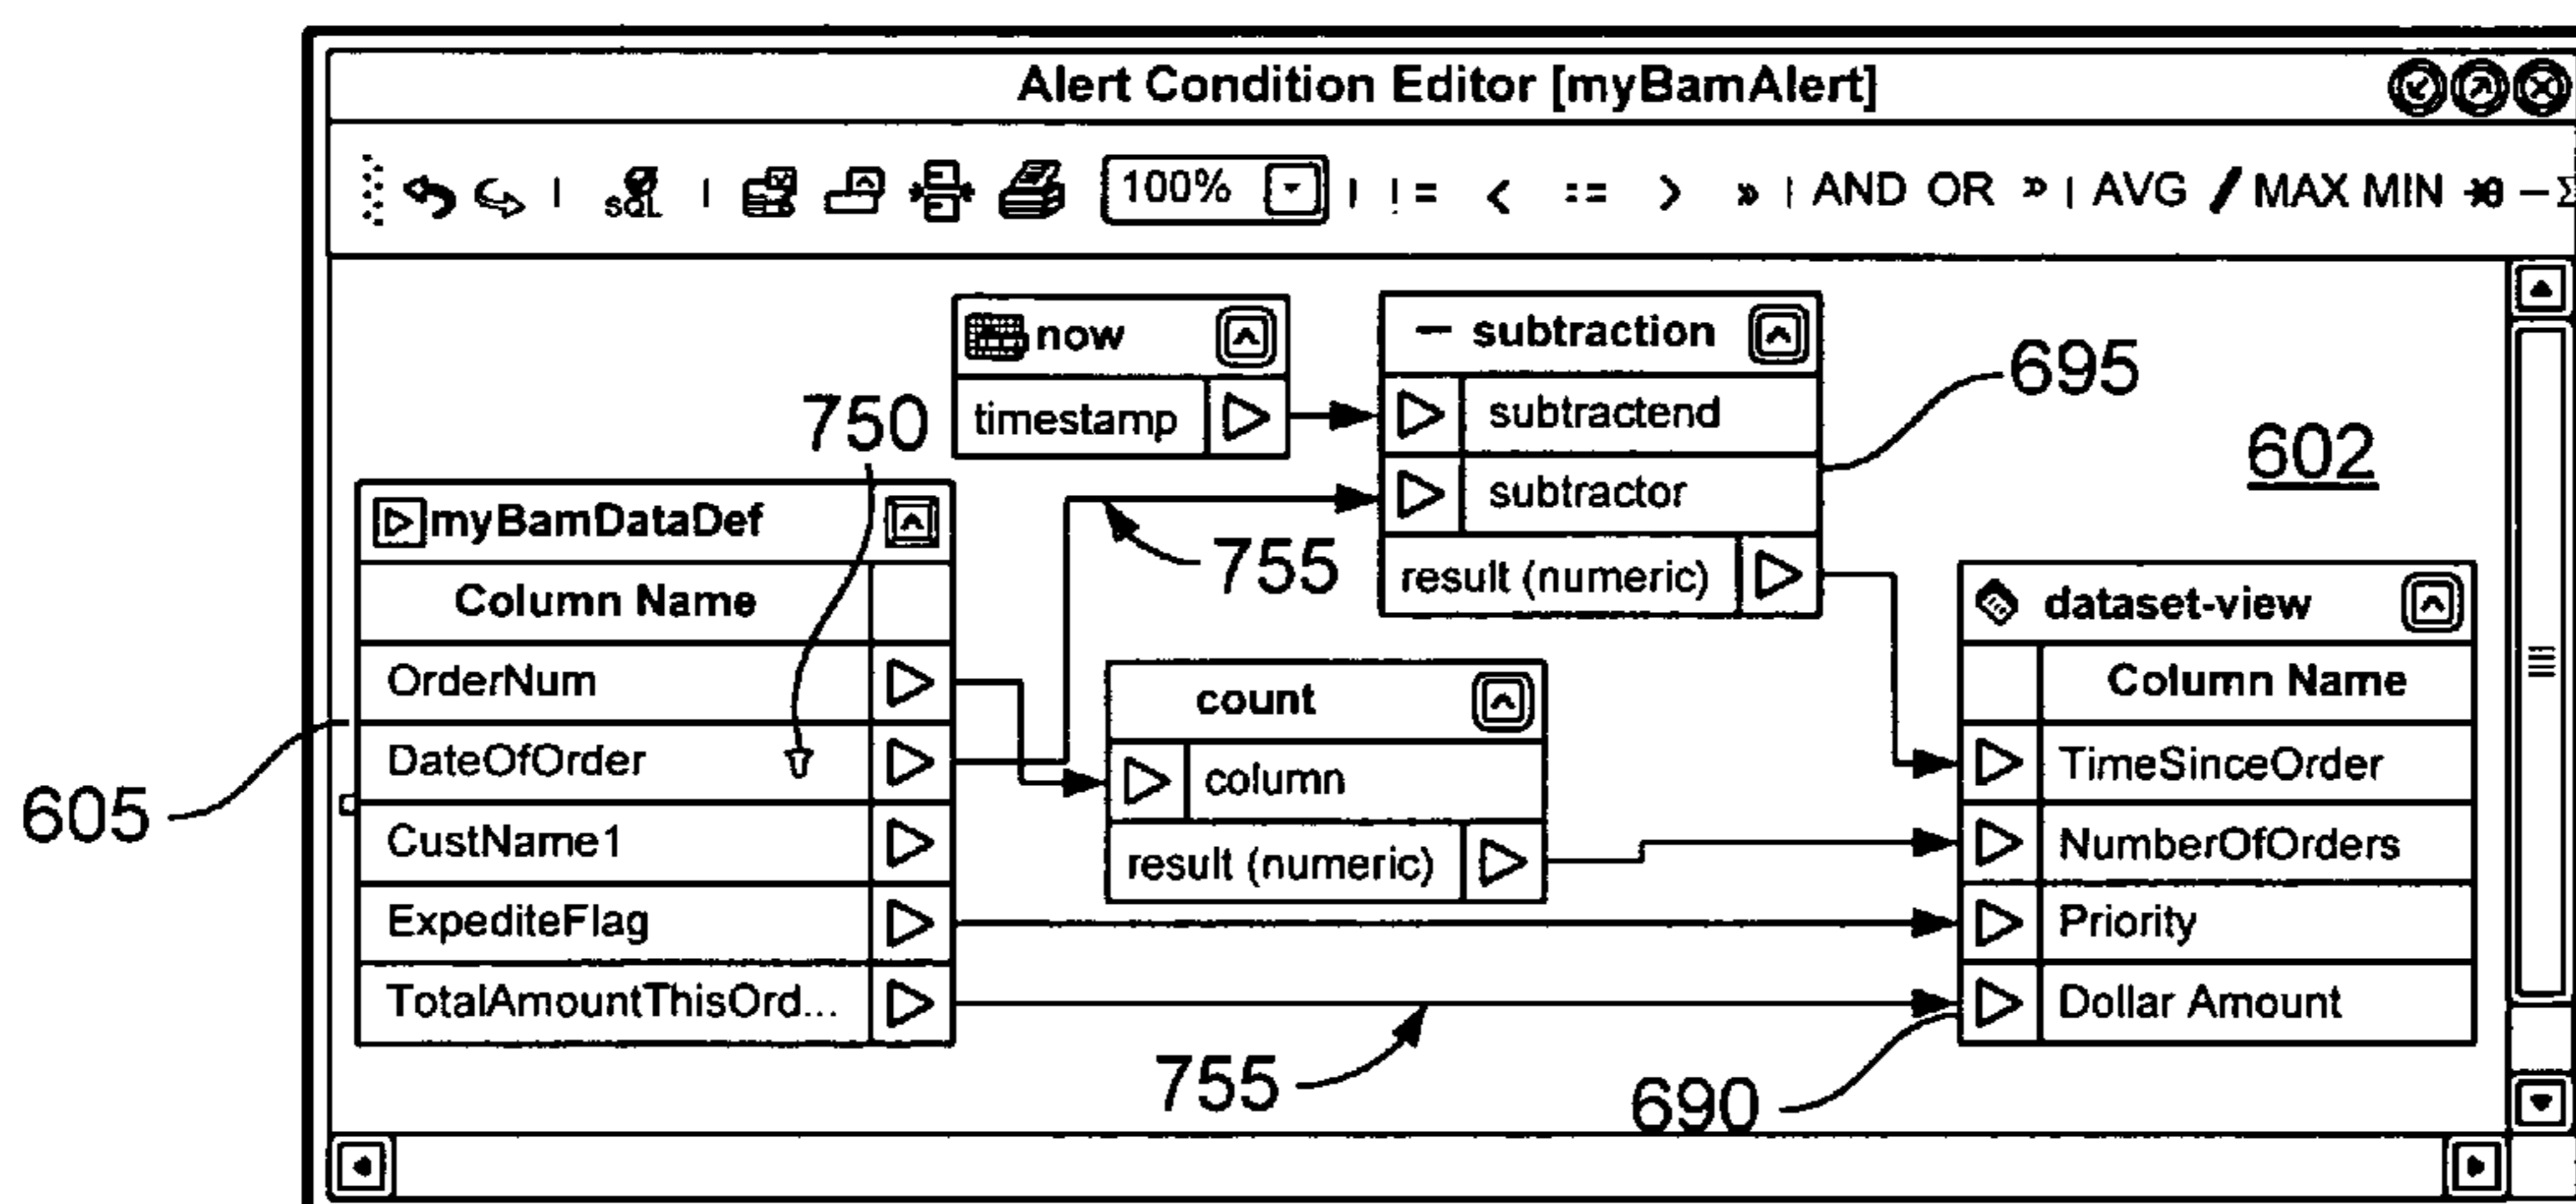 Alert Condition Editor [myBamAlert]
SQL 100% != < == > » AND OR » AVG / MAX MIN − Σ
now
timestamp
− subtraction
subtractend
subtractor
result (numeric)
695
602
750
755
myBamDataDef
Column Name
OrderNum
DateOfOrder
CustName1
ExpediteFlag
TotalAmountThisOrd...
605
count
column
result (numeric)
dataset-view
Column Name
TimeSinceOrder
NumberOfOrders
Priority
Dollar Amount
755
690